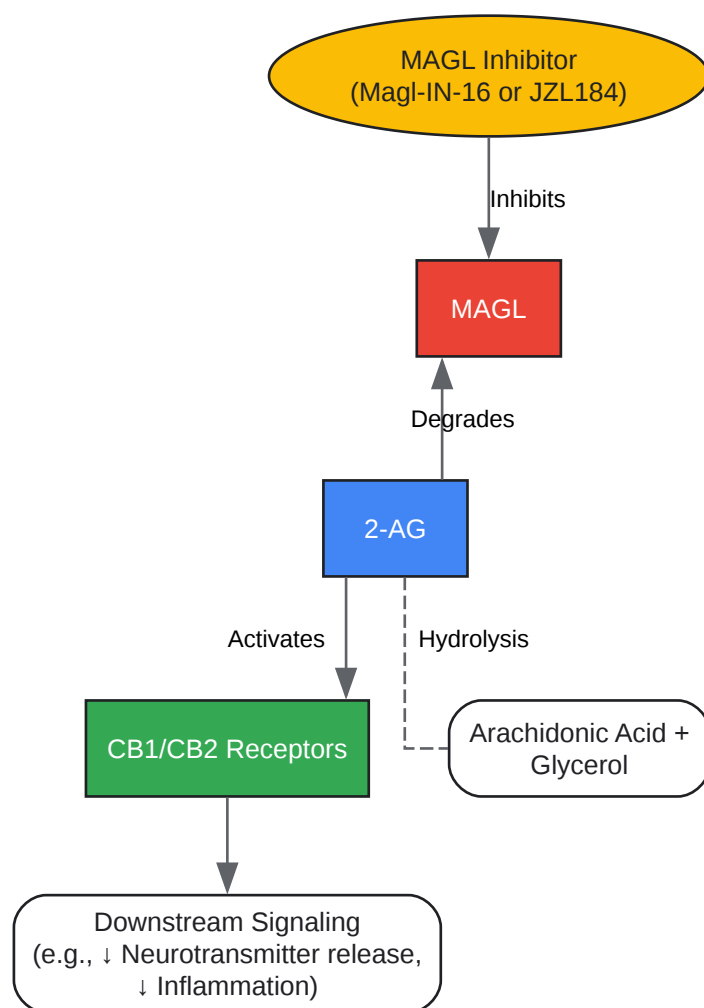 MAGL Inhibitor
(Magl-IN-16 or JZL184)
Inhibits
MAGL
Degrades
2-AG
Activates
Hydrolysis
CB1/CB2 Receptors
Arachidonic Acid +
Glycerol
Downstream Signaling
(e.g., ↓ Neurotransmitter release,
↓ Inflammation)